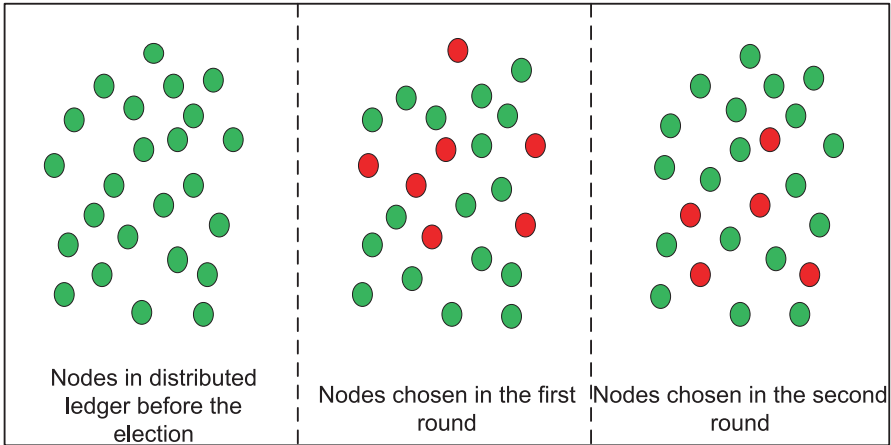 Nodes in distributed
ledger before the
election
Nodes chosen in the first
round
Nodes chosen in the second
round